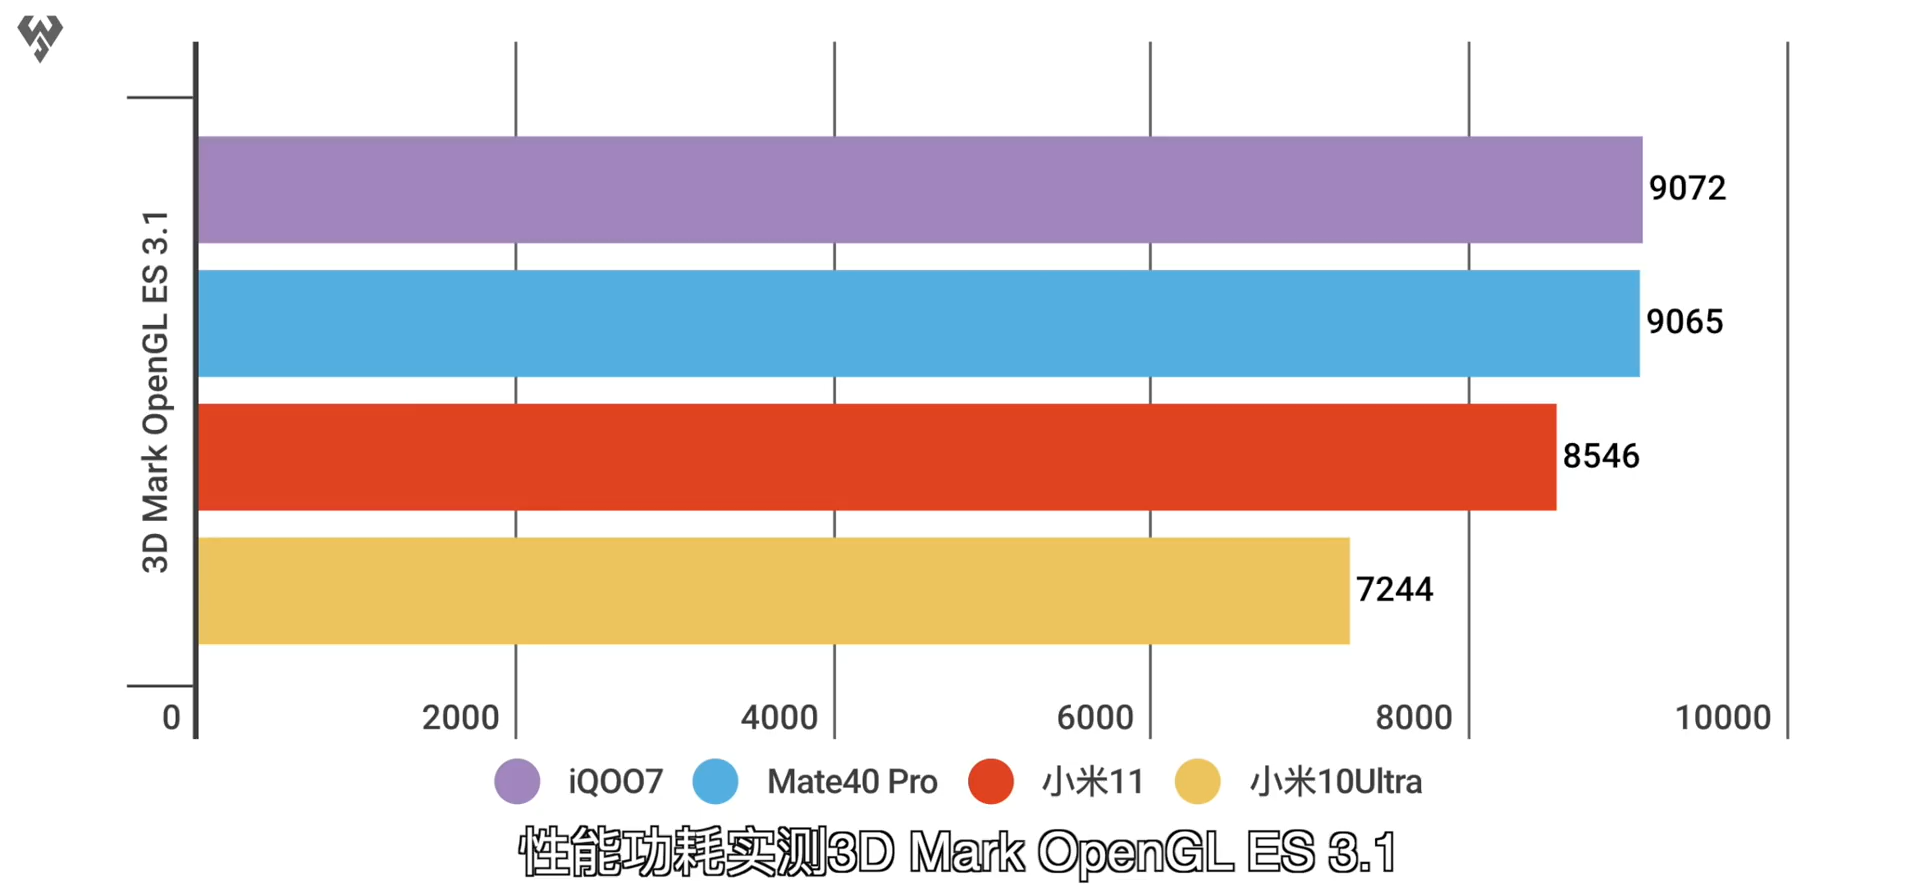 3D Mark OpenGL ES 3.1
9072
9065
8546
7244
0 2000 4000 6000 8000 10000
iQOO7 Mate40 Pro 小米11 小米10Ultra
性能功耗实测3D Mark OpenGL ES 3.1